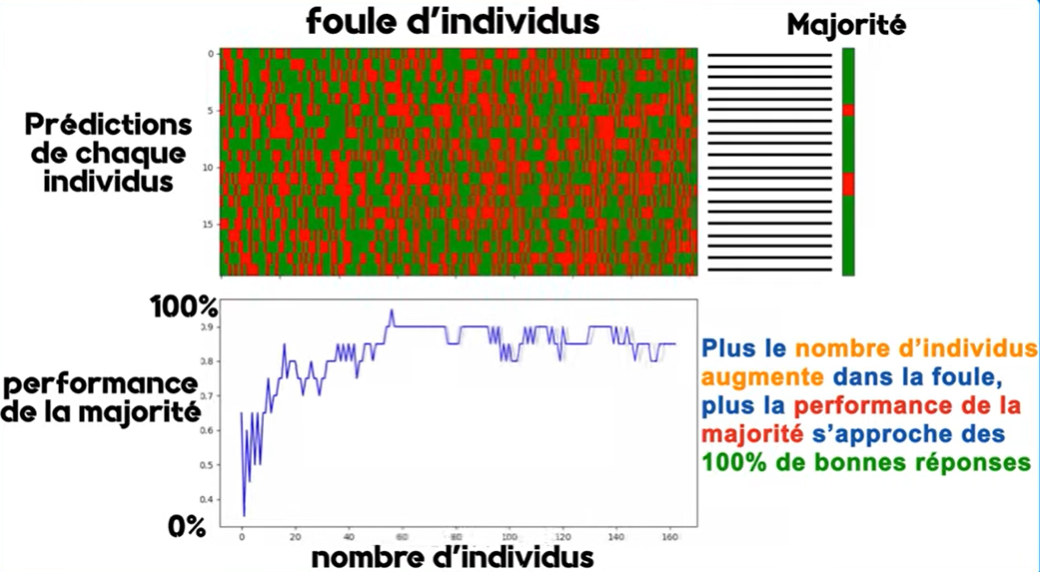 foule d'individus
Majorité
Prédictions
de chaque
individus
0
5
10
15
100%
0.9
0.8
0.7
0.6
0.5
0.4
0%
performance
de la majorité
0 20 40 60 80 100 120 140 160
nombre d'individus
Plus le nombre d'individus
augmente dans la foule,
plus la performance de la
majorité s'approche des
100% de bonnes réponses